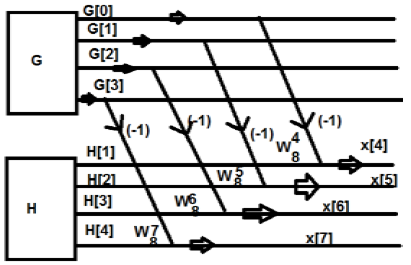 G[0]
G[1]
G
G[2]
G[3]
(-1) (-1) (-1) (-1)
W 4 8
H[1] x[4]
H[2] W 5 8 x[5]
H
H[3] W 6 8 x[6]
H[4] W 7 8 x[7]